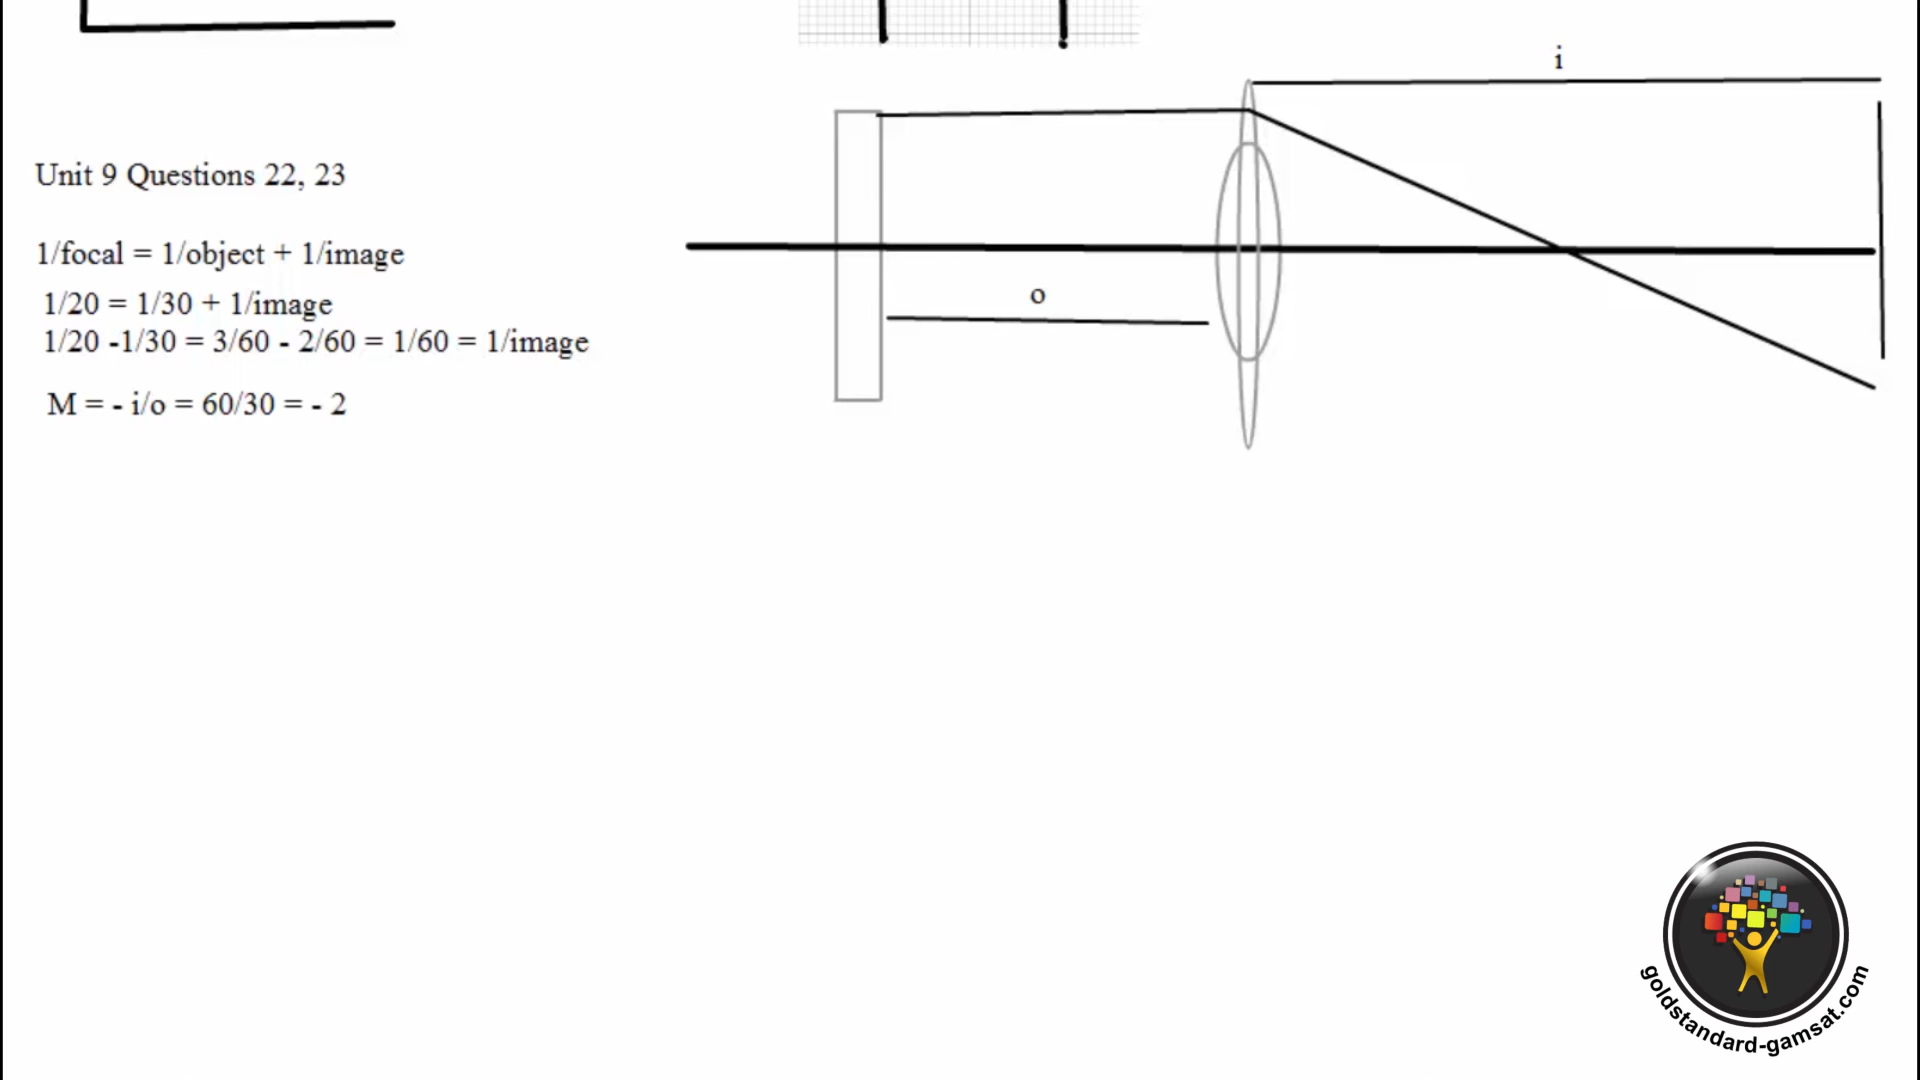 i
Unit 9 Questions 22, 23
1/focal = 1/object + 1/image
o
1/20 = 1/30 + 1/image
1/20 -1/30 = 3/60 - 2/60 = 1/60 = 1/image
M = - i/o = 60/30 = - 2
goldstandard-gamsat.com